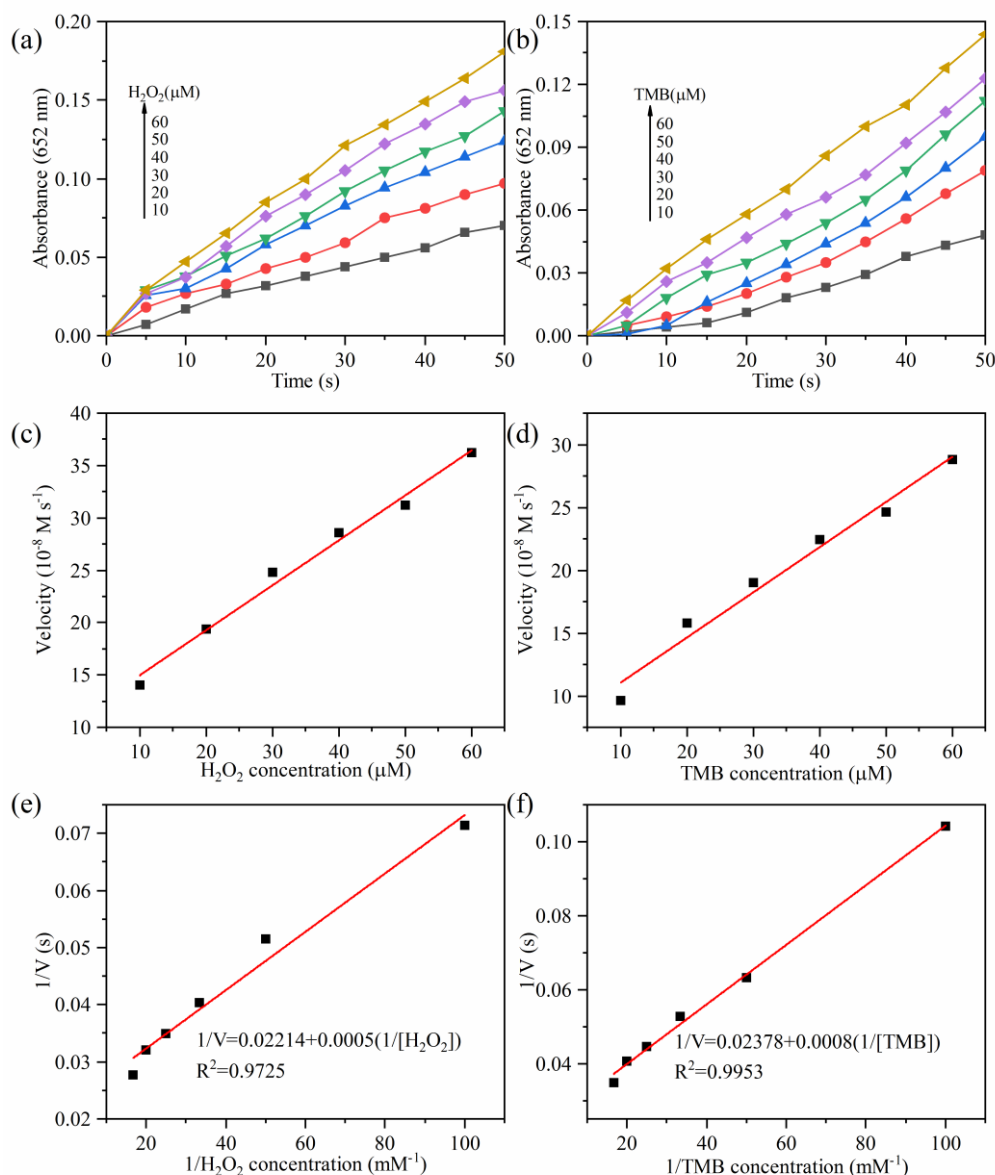 (a)
0.20
0.15
0.10
0.05
0.00
Absorbance (652 nm)
H₂O₂(μM)
60
50
40
30
20
10
0 10 20 30 40 50
Time (s)
(b)
0.15
0.12
0.09
0.06
0.03
0.00
Absorbance (652 nm)
TMB(μM)
60
50
40
30
20
10
0 10 20 30 40 50
Time (s)
(c)
40
35
30
25
20
15
10
Velocity (10⁻⁸ M s⁻¹)
10 20 30 40 50 60
H₂O₂ concentration (μM)
(d)
30
25
20
15
10
Velocity (10⁻⁸ M s⁻¹)
10 20 30 40 50 60
TMB concentration (μM)
(e)
0.07
0.06
0.05
0.04
0.03
0.02
1/V (s)
1/V=0.02214+0.0005(1/[H₂O₂])
R²=0.9725
20 40 60 80 100
1/H₂O₂ concentration (mM⁻¹)
(f)
0.10
0.08
0.06
0.04
1/V (s)
1/V=0.02378+0.0008(1/[TMB])
R²=0.9953
20 40 60 80 100
1/TMB concentration (mM⁻¹)